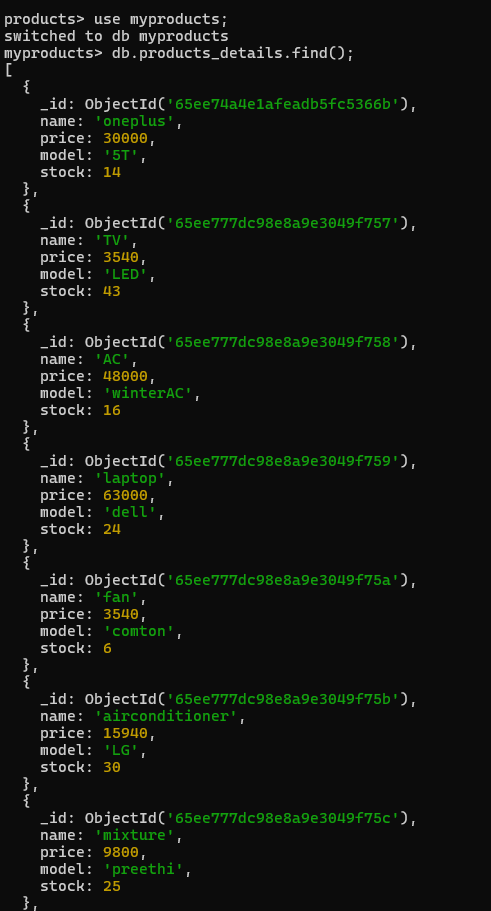 products> use myproducts;
switched to db myproducts
myproducts> db.products_details.find();
[
  {
    _id: ObjectId('65ee74a4e1afeadb5fc5366b'),
    name: 'oneplus',
    price: 30000,
    model: '5T',
    stock: 14
  },
  {
    _id: ObjectId('65ee777dc98e8a9e3049f757'),
    name: 'TV',
    price: 3540,
    model: 'LED',
    stock: 43
  },
  {
    _id: ObjectId('65ee777dc98e8a9e3049f758'),
    name: 'AC',
    price: 48000,
    model: 'winterAC',
    stock: 16
  },
  {
    _id: ObjectId('65ee777dc98e8a9e3049f759'),
    name: 'laptop',
    price: 63000,
    model: 'dell',
    stock: 24
  },
  {
    _id: ObjectId('65ee777dc98e8a9e3049f75a'),
    name: 'fan',
    price: 3540,
    model: 'comton',
    stock: 6
  },
  {
    _id: ObjectId('65ee777dc98e8a9e3049f75b'),
    name: 'airconditioner',
    price: 15940,
    model: 'LG',
    stock: 30
  },
  {
    _id: ObjectId('65ee777dc98e8a9e3049f75c'),
    name: 'mixture',
    price: 9800,
    model: 'preethi',
    stock: 25
  },